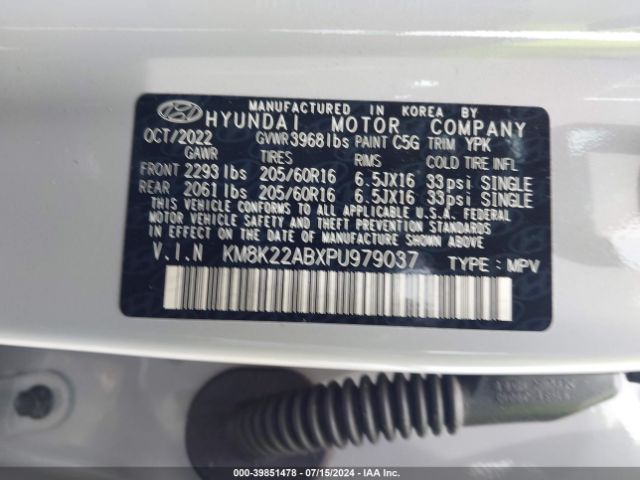 MANUFACTURED IN KOREA BY
HYUNDAI MOTOR COMPANY
OCT/2022 GVWR 3968lbs PAINT C5G TRIM YPK
GAWR TIRES RIMS COLD TIRE INFL
FRONT 2293 lbs 205/60R16 6.5JX16 33psi SINGLE
REAR 2061 lbs 205/60R16 6.5JX16 33psi SINGLE
THIS VEHICLE CONFORMS TO ALL APPLICABLE U.S.A. FEDERAL
MOTOR VEHICLE SAFETY AND THEFT PREVENTION STANDARDS
IN EFFECT ON THE DATE OF MANUFACTURE SHOWN ABOVE.
V.I.N KM8K22ABXPU979037 TYPE : MPV
(STOCK)# - 39851478 | 07/15/2024 - IAA Inc.